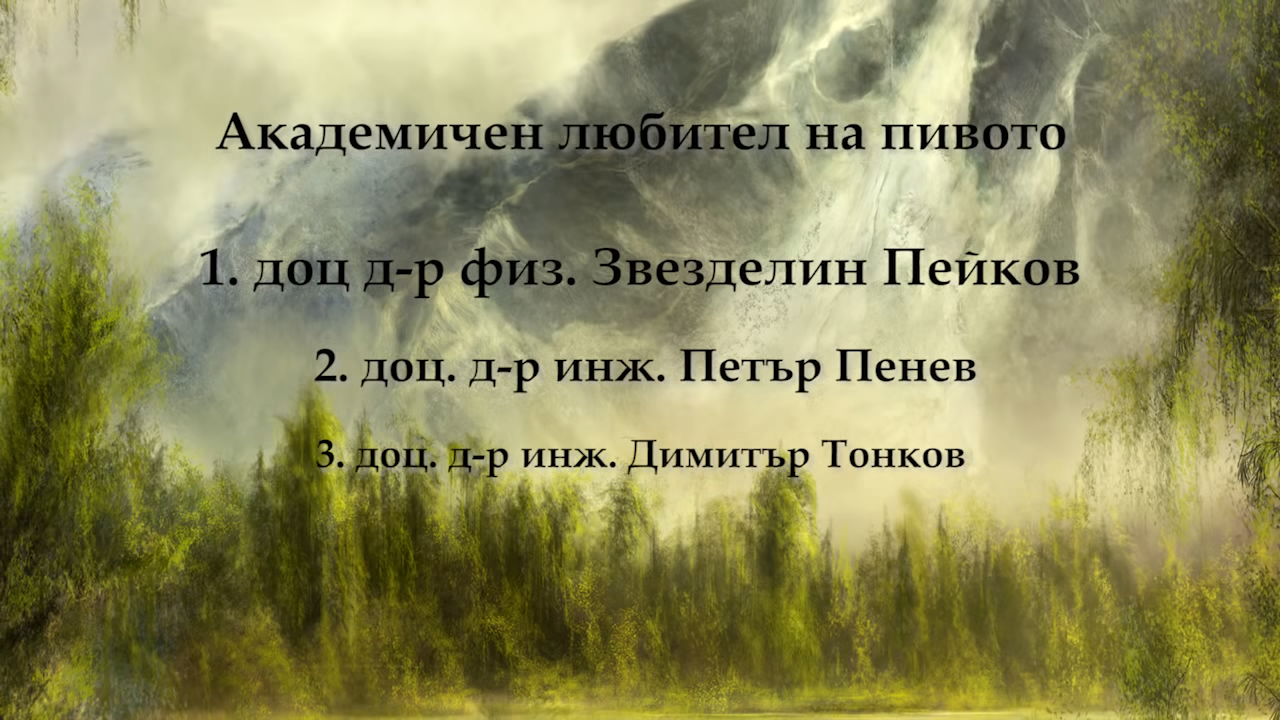 Академичен любител на пивото
1. доц д-р физ. Звезделин Пейков
2. доц. д-р инж. Петър Пенев
3. доц. д-р инж. Димитър Тонков